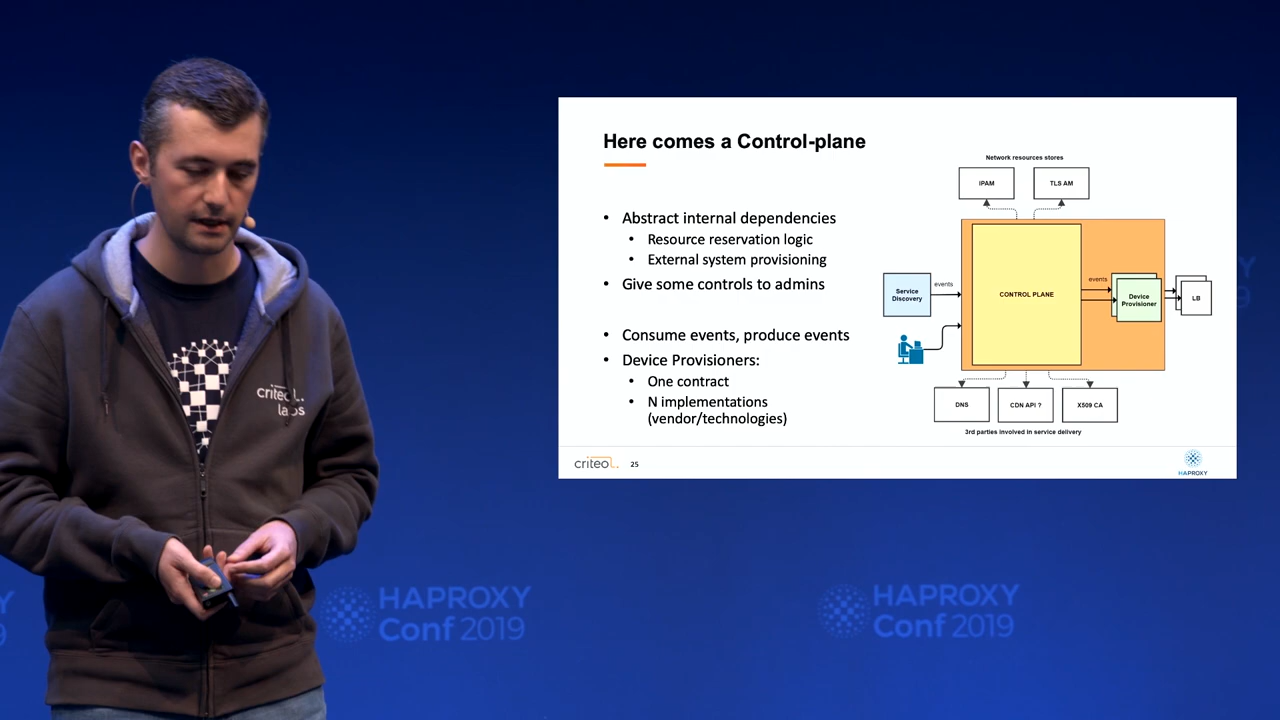 Here comes a Control-plane
• Abstract internal dependencies
• Resource reservation logic
• External system provisioning
• Give some controls to admins
• Consume events, produce events
• Device Provisioners:
• One contract
• N implementations
(vendor/technologies)
Network resources stores
IPAM
TLS AM
Service
Discovery
events
CONTROL PLANE
events
Device
Provisioner
LB
DNS
CDN API ?
X509 CA
3rd parties involved in service delivery
criteo
25
HAPROXY
criteo
labs
HAPROXY
Conf 2019
HAPROXY
Conf 2019